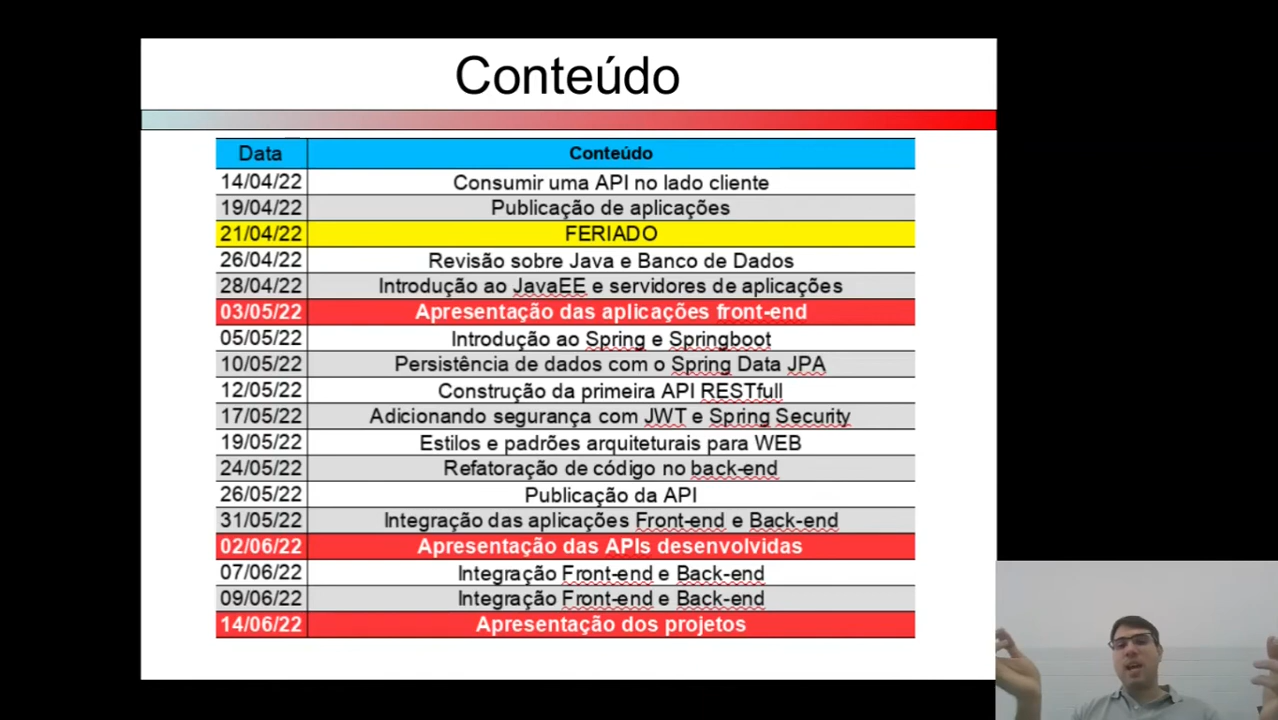 Conteúdo
Data Conteúdo
14/04/22 Consumir uma API no lado cliente
19/04/22 Publicação de aplicações
21/04/22 FERIADO
26/04/22 Revisão sobre Java e Banco de Dados
28/04/22 Introdução ao JavaEE e servidores de aplicações
03/05/22 Apresentação das aplicações front-end
05/05/22 Introdução ao Spring e Springboot
10/05/22 Persistência de dados com o Spring Data JPA
12/05/22 Construção da primeira API RESTfull
17/05/22 Adicionando segurança com JWT e Spring Security
19/05/22 Estilos e padrões arquiteturais para WEB
24/05/22 Refatoração de código no back-end
26/05/22 Publicação da API
31/05/22 Integração das aplicações Front-end e Back-end
02/06/22 Apresentação das APIs desenvolvidas
07/06/22 Integração Front-end e Back-end
09/06/22 Integração Front-end e Back-end
14/06/22 Apresentação dos projetos